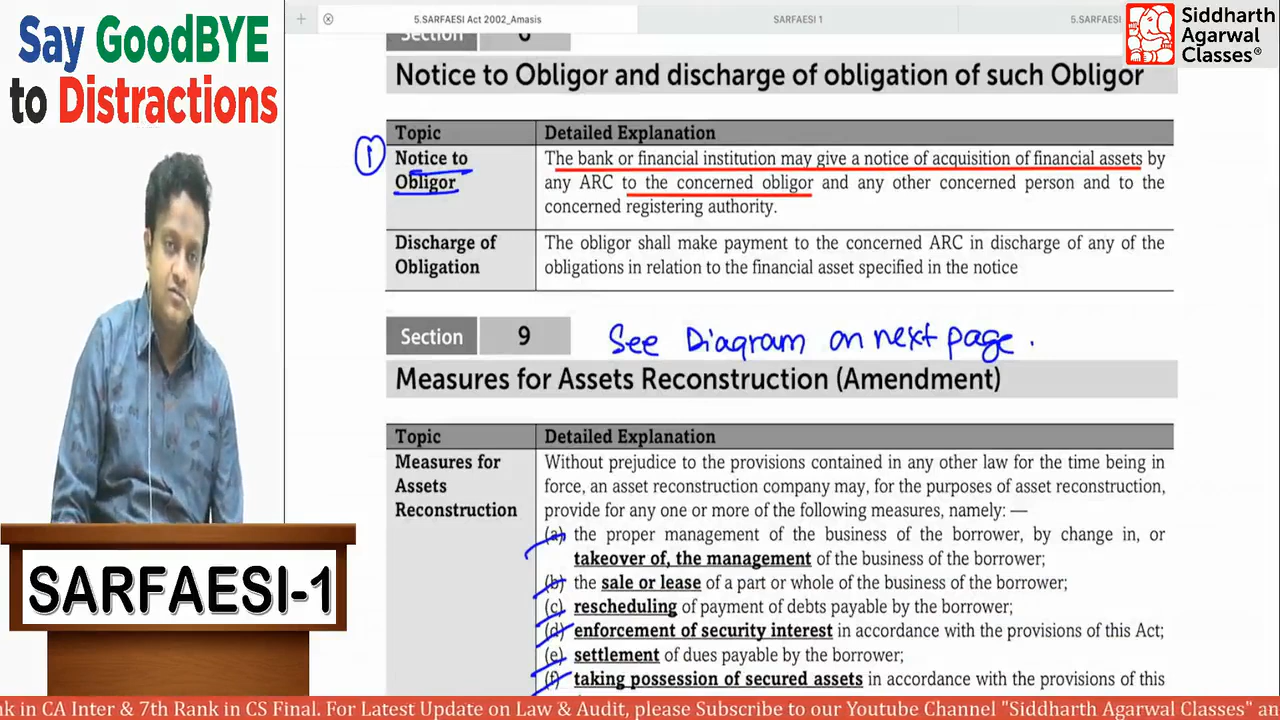 Say GoodBYE
to Distractions
5.SARFAESI Act 2002_Amasis
SARFAESI 1
5.SARFAESI
Siddharth
Agarwal
Classes®
Section 6
Notice to Obligor and discharge of obligation of such Obligor
Topic Detailed Explanation
1
Notice to Obligor
The bank or financial institution may give a notice of acquisition of financial assets by
any ARC to the concerned obligor and any other concerned person and to the
concerned registering authority.
Discharge of Obligation
The obligor shall make payment to the concerned ARC in discharge of any of the
obligations in relation to the financial asset specified in the notice
Section 9 See Diagram on next page.
Measures for Assets Reconstruction (Amendment)
Topic Detailed Explanation
Measures for
Assets
Reconstruction
Without prejudice to the provisions contained in any other law for the time being in
force, an asset reconstruction company may, for the purposes of asset reconstruction,
provide for any one or more of the following measures, namely: —
(a) the proper management of the business of the borrower, by change in, or
takeover of, the management of the business of the borrower;
(b) the sale or lease of a part or whole of the business of the borrower;
(c) rescheduling of payment of debts payable by the borrower;
(d) enforcement of security interest in accordance with the provisions of this Act;
(e) settlement of dues payable by the borrower;
(f) taking possession of secured assets in accordance with the provisions of this
SARFAESI-1
nk in CA Inter & 7th Rank in CS Final. For Latest Update on Law & Audit, please Subscribe to our Youtube Channel "Siddharth Agarwal Classes" an